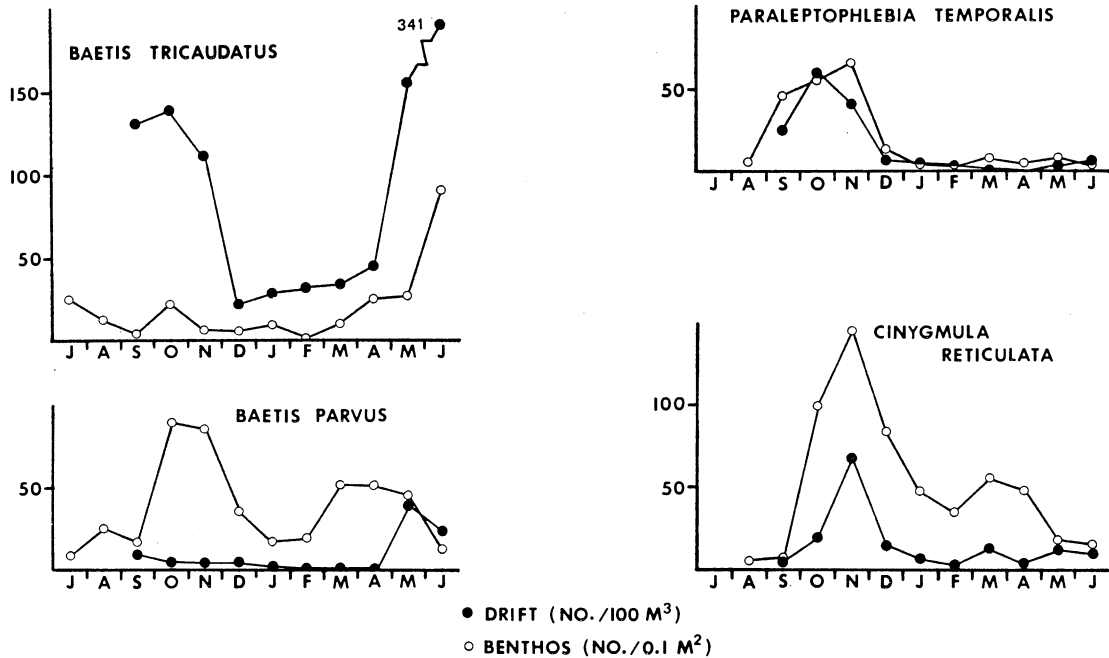 BAETIS TRICAUDATUS
341
150
100
50
J A S O N D J F M A M J
BAETIS PARVUS
50
J A S O N D J F M A M J
PARALEPTOPHLEBIA TEMPORALIS
50
J A S O N D J F M A M J
CINYGMULA
RETICULATA
100
50
J A S O N D J F M A M J
● DRIFT (NO./100 M³)
○ BENTHOS (NO./0.1 M²)